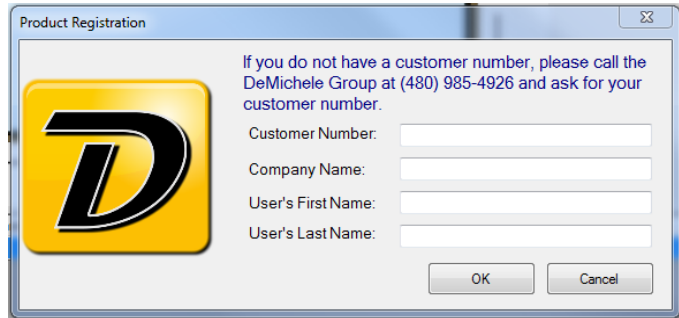 Product Registration
If you do not have a customer number, please call the
DeMichele Group at (480) 985-4926 and ask for your
customer number.
D
Customer Number:
Company Name:
User's First Name:
User's Last Name:
OK
Cancel